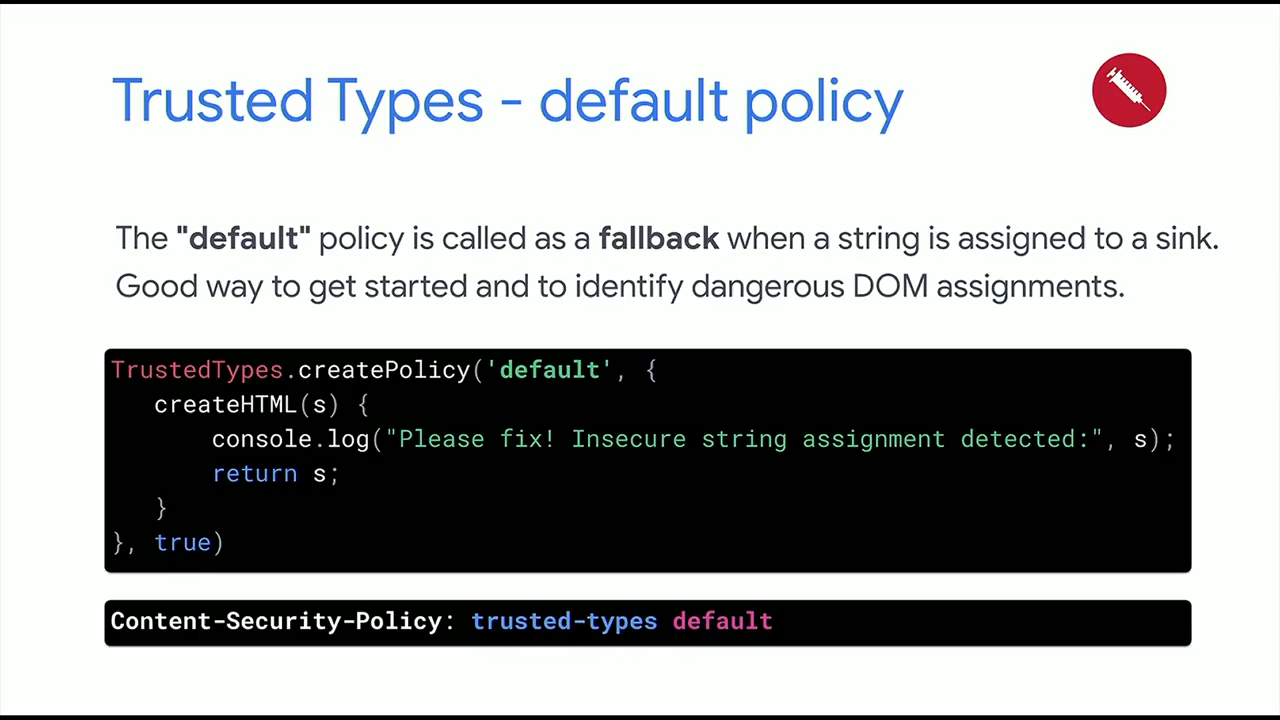 Trusted Types - default policy
The "default" policy is called as a fallback when a string is assigned to a sink.
Good way to get started and to identify dangerous DOM assignments.
TrustedTypes.createPolicy('default', {
   createHTML(s) {
       console.log("Please fix! Insecure string assignment detected:", s);
       return s;
   }
}, true)
Content-Security-Policy: trusted-types default